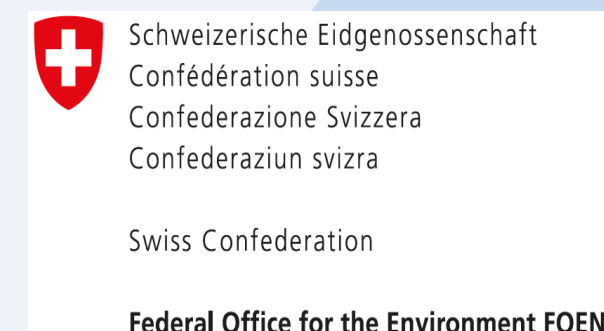 Schweizerische Eidgenossenschaft
Confédération suisse
Confederazione Svizzera
Confederaziun svizra
Swiss Confederation
Federal Office for the Environment FOEN